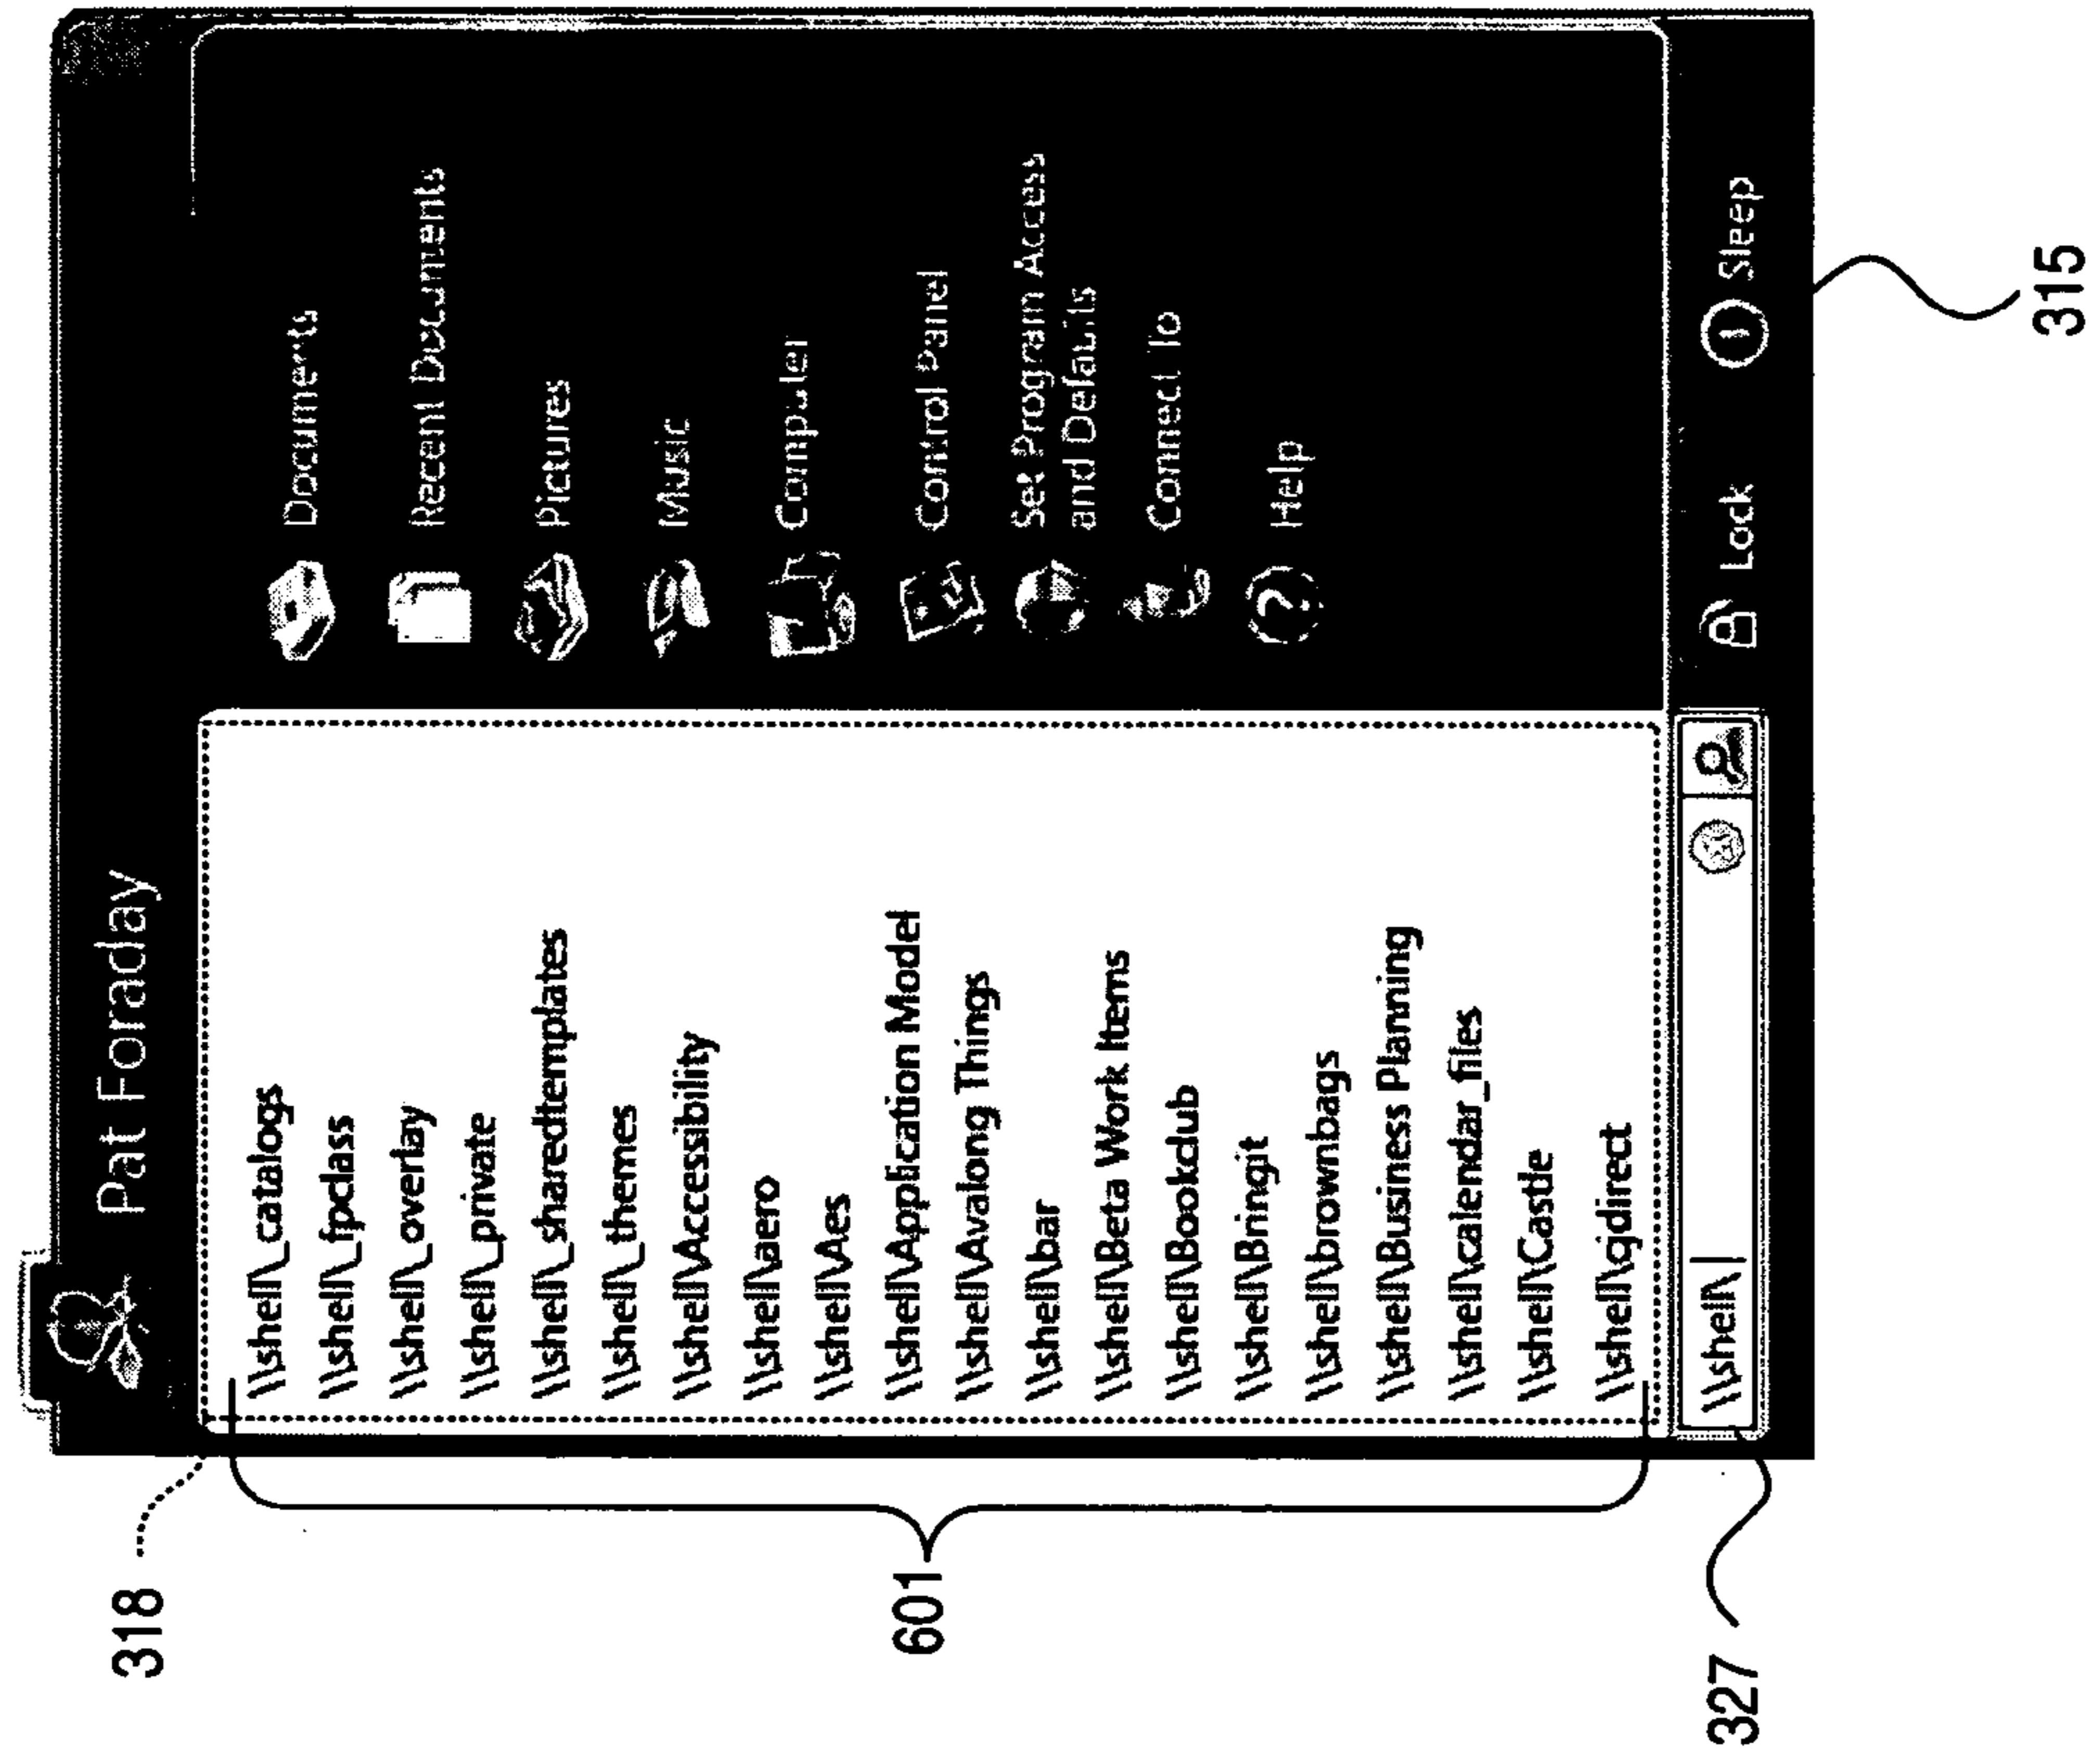 Pat Foraday
318
\\shell\_catalogs
\\shell\_fpclass
\\shell\_overlay
\\shell\_private
\\shell\_sharedtemplates
\\shell\_themes
\\shell\Accessibility
\\shell\aero
\\shell\Aes
\\shell\Application Model
\\shell\Avalong Things
\\shell\bar
\\shell\Beta Work Items
\\shell\Bookclub
\\shell\Bringit
\\shell\brownbags
\\shell\Business Planning
\\shell\calendar_files
\\shell\Castle
\\shell\cjdirect
601
Documents
Recent Documents
Pictures
Music
Computer
Control Panel
Set Program Access
and Defaults
Connect To
Help
\\shell\
Lock
Sleep
327
315